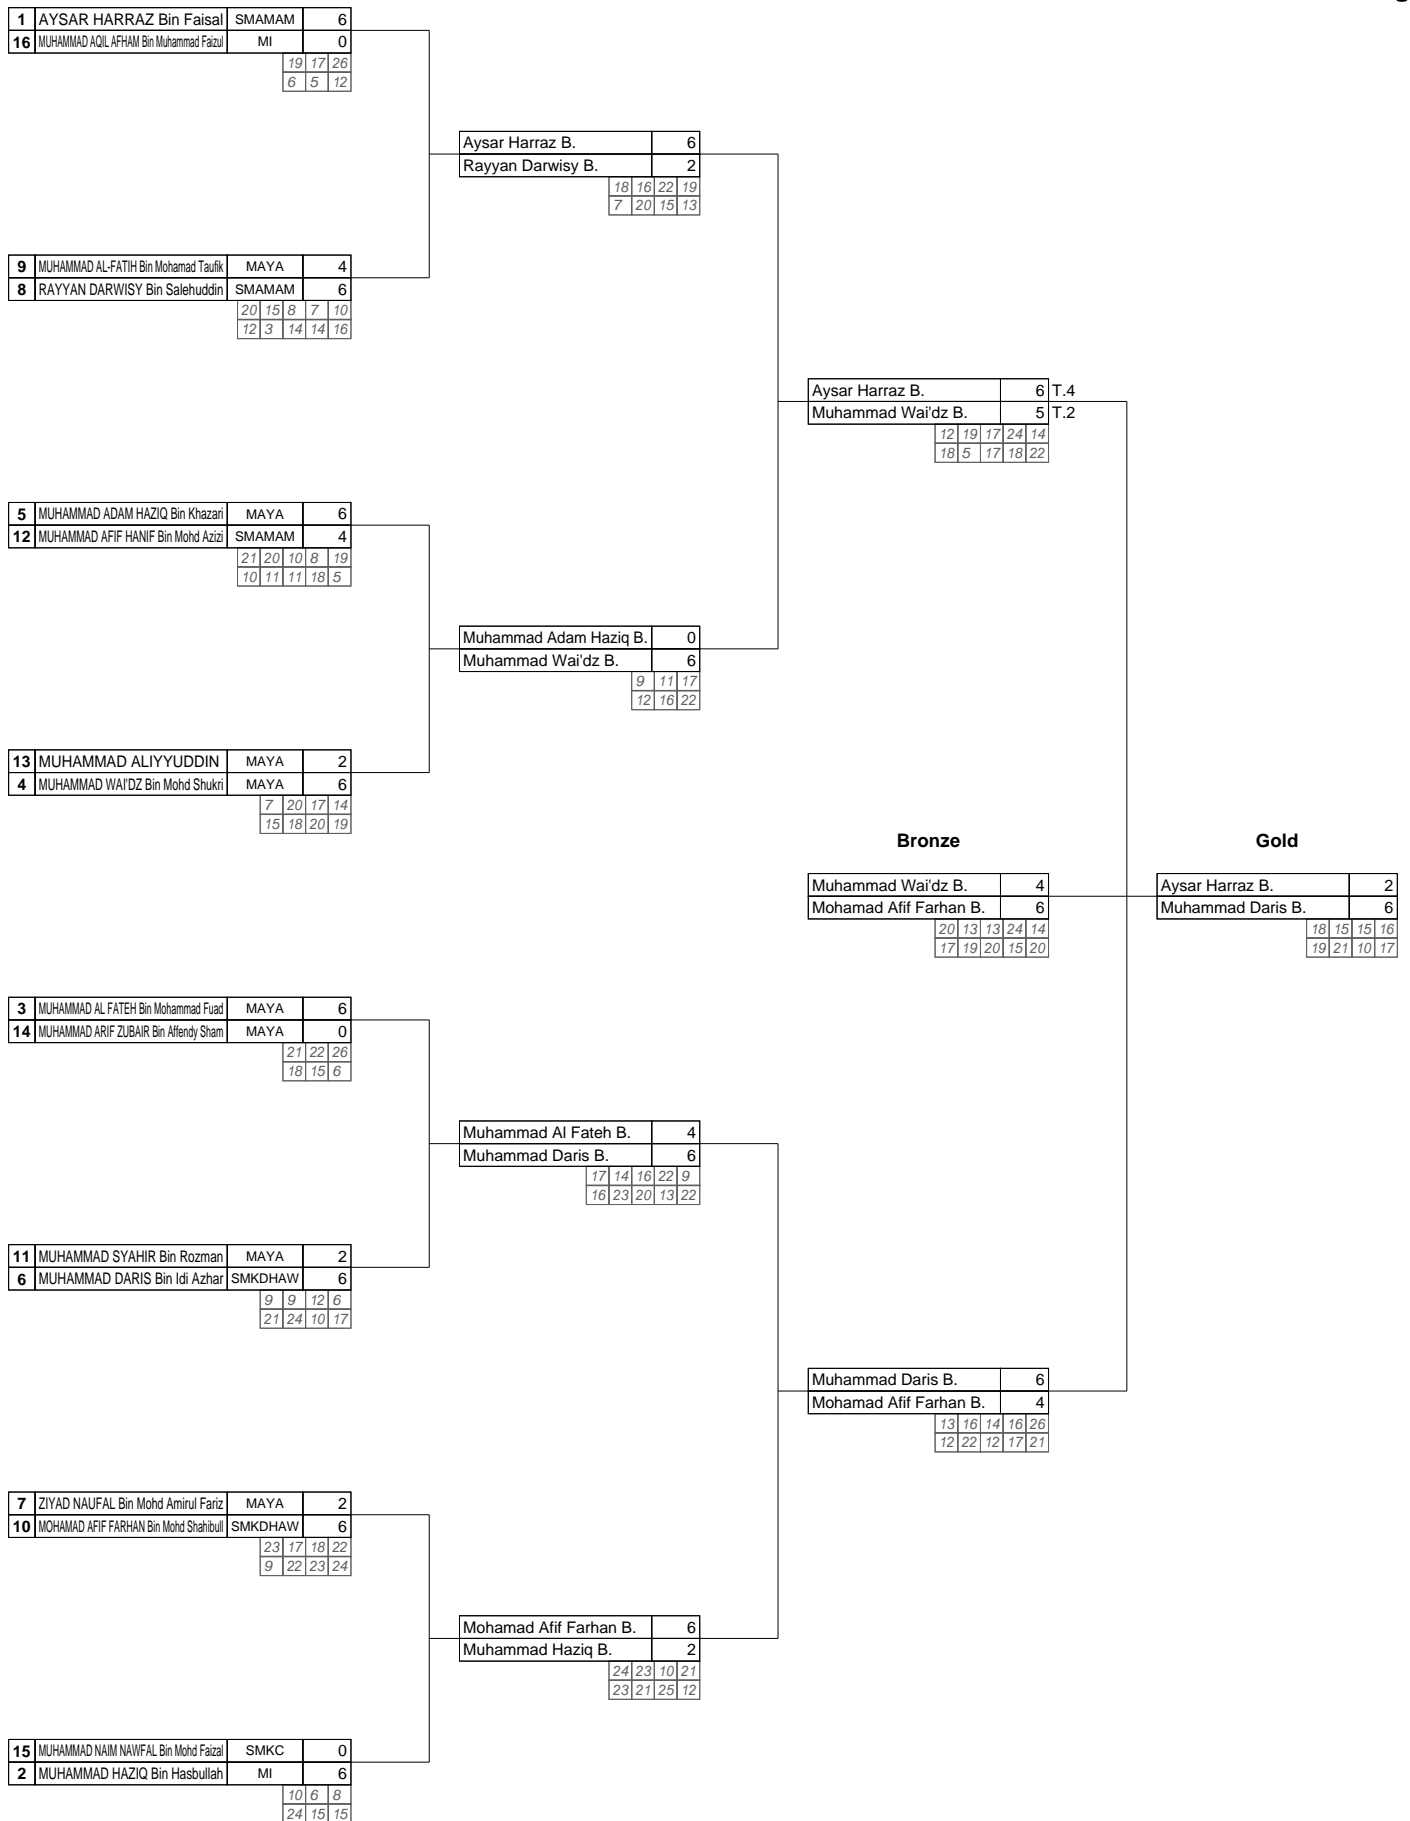 1 AYSAR HARRAZ Bin Faisal SMAMAM 6
16 MUHAMMAD AQIL AFHAM Bin Muhammad Faizul MI 0
19 17 26
6 5 12
Aysar Harraz B. 6
Rayyan Darwisy B. 2
18 16 22 19
7 20 15 13
9 MUHAMMAD AL-FATIH Bin Mohamad Taufik MAYA 4
8 RAYYAN DARWISY Bin Salehuddin SMAMAM 6
20 15 8 7 10
12 3 14 14 16
Aysar Harraz B. 6 T.4
Muhammad Wai'dz B. 5 T.2
12 19 17 24 14
18 5 17 18 22
5 MUHAMMAD ADAM HAZIQ Bin Khazari MAYA 6
12 MUHAMMAD AFIF HANIF Bin Mohd Azizi SMAMAM 4
21 20 10 8 19
10 11 11 18 5
Muhammad Adam Haziq B. 0
Muhammad Wai'dz B. 6
9 11 17
12 16 22
13 MUHAMMAD ALIYYUDDIN MAYA 2
4 MUHAMMAD WAI'DZ Bin Mohd Shukri MAYA 6
7 20 17 14
15 18 20 19
Bronze
Muhammad Wai'dz B. 4
Mohamad Afif Farhan B. 6
20 13 13 24 14
17 19 20 15 20
Gold
Aysar Harraz B. 2
Muhammad Daris B. 6
18 15 15 16
19 21 10 17
3 MUHAMMAD AL FATEH Bin Mohammad Fuad MAYA 6
14 MUHAMMAD ARIF ZUBAIR Bin Affendy Sham MAYA 0
21 22 26
18 15 6
Muhammad Al Fateh B. 4
Muhammad Daris B. 6
17 14 16 22 9
16 23 20 13 22
11 MUHAMMAD SYAHIR Bin Rozman MAYA 2
6 MUHAMMAD DARIS Bin Idi Azhar SMKDHAW 6
9 9 12 6
21 24 10 17
Muhammad Daris B. 6
Mohamad Afif Farhan B. 4
13 16 14 16 26
12 22 12 17 21
7 ZIYAD NAUFAL Bin Mohd Amirul Fariz MAYA 2
10 MOHAMAD AFIF FARHAN Bin Mohd Shahibull SMKDHAW 6
23 17 18 22
9 22 23 24
Mohamad Afif Farhan B. 6
Muhammad Haziq B. 2
24 23 10 21
23 21 25 12
15 MUHAMMAD NAIM NAWFAL Bin Mohd Faizal SMKC 0
2 MUHAMMAD HAZIQ Bin Hasbullah MI 6
10 6 8
24 15 15